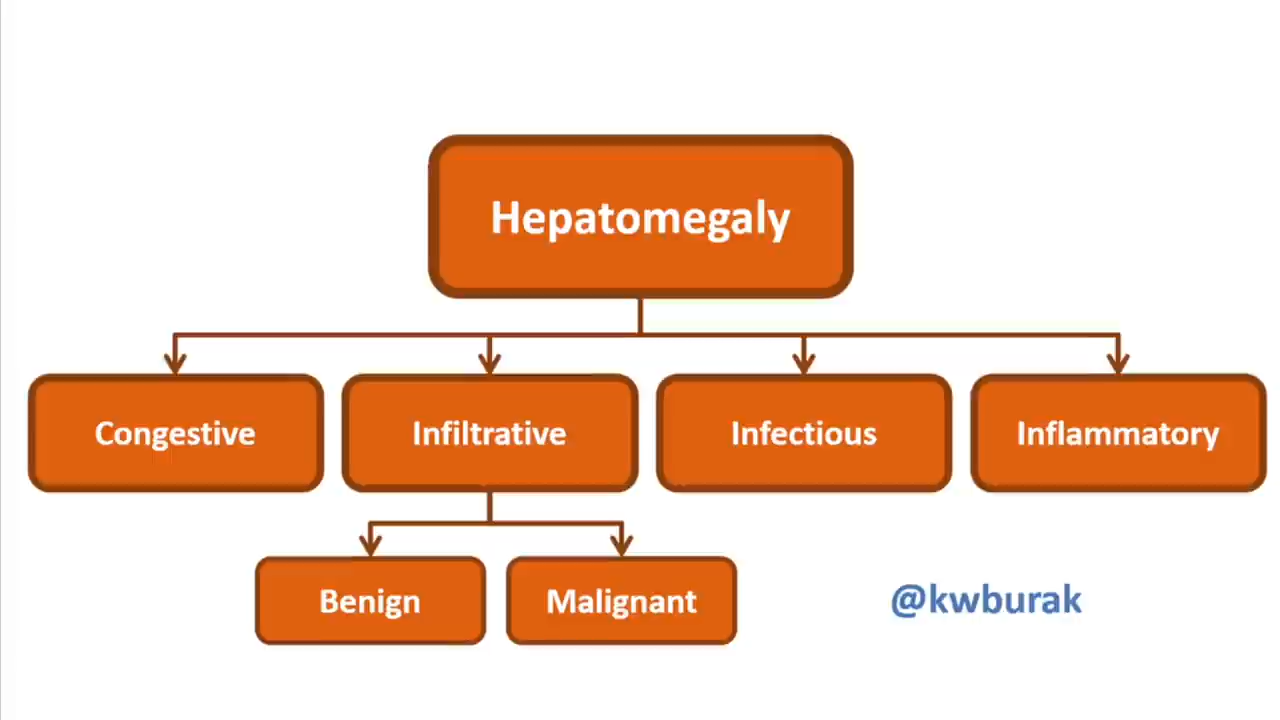 Hepatomegaly
Congestive
Infiltrative
Infectious
Inflammatory
Benign
Malignant
@kwburak